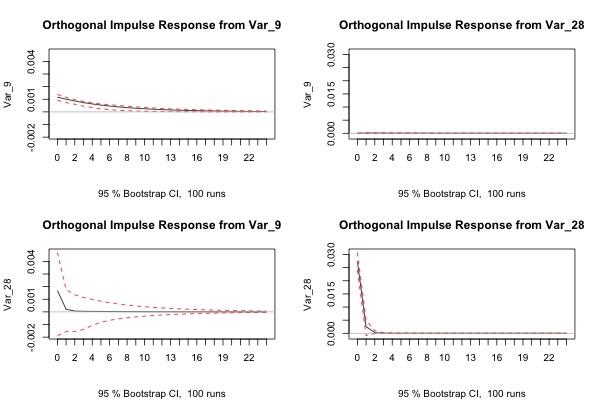 Orthogonal Impulse Response from Var_9
Var_9
-0.002 0.001 0.004
0 2 4 6 8 10 13 16 19 22
95 % Bootstrap CI, 100 runs
Orthogonal Impulse Response from Var_28
Var_9
0.000 0.015 0.030
0 2 4 6 8 10 13 16 19 22
95 % Bootstrap CI, 100 runs
Orthogonal Impulse Response from Var_9
Var_28
-0.002 0.001 0.004
0 2 4 6 8 10 13 16 19 22
95 % Bootstrap CI, 100 runs
Orthogonal Impulse Response from Var_28
Var_28
0.000 0.015 0.030
0 2 4 6 8 10 13 16 19 22
95 % Bootstrap CI, 100 runs